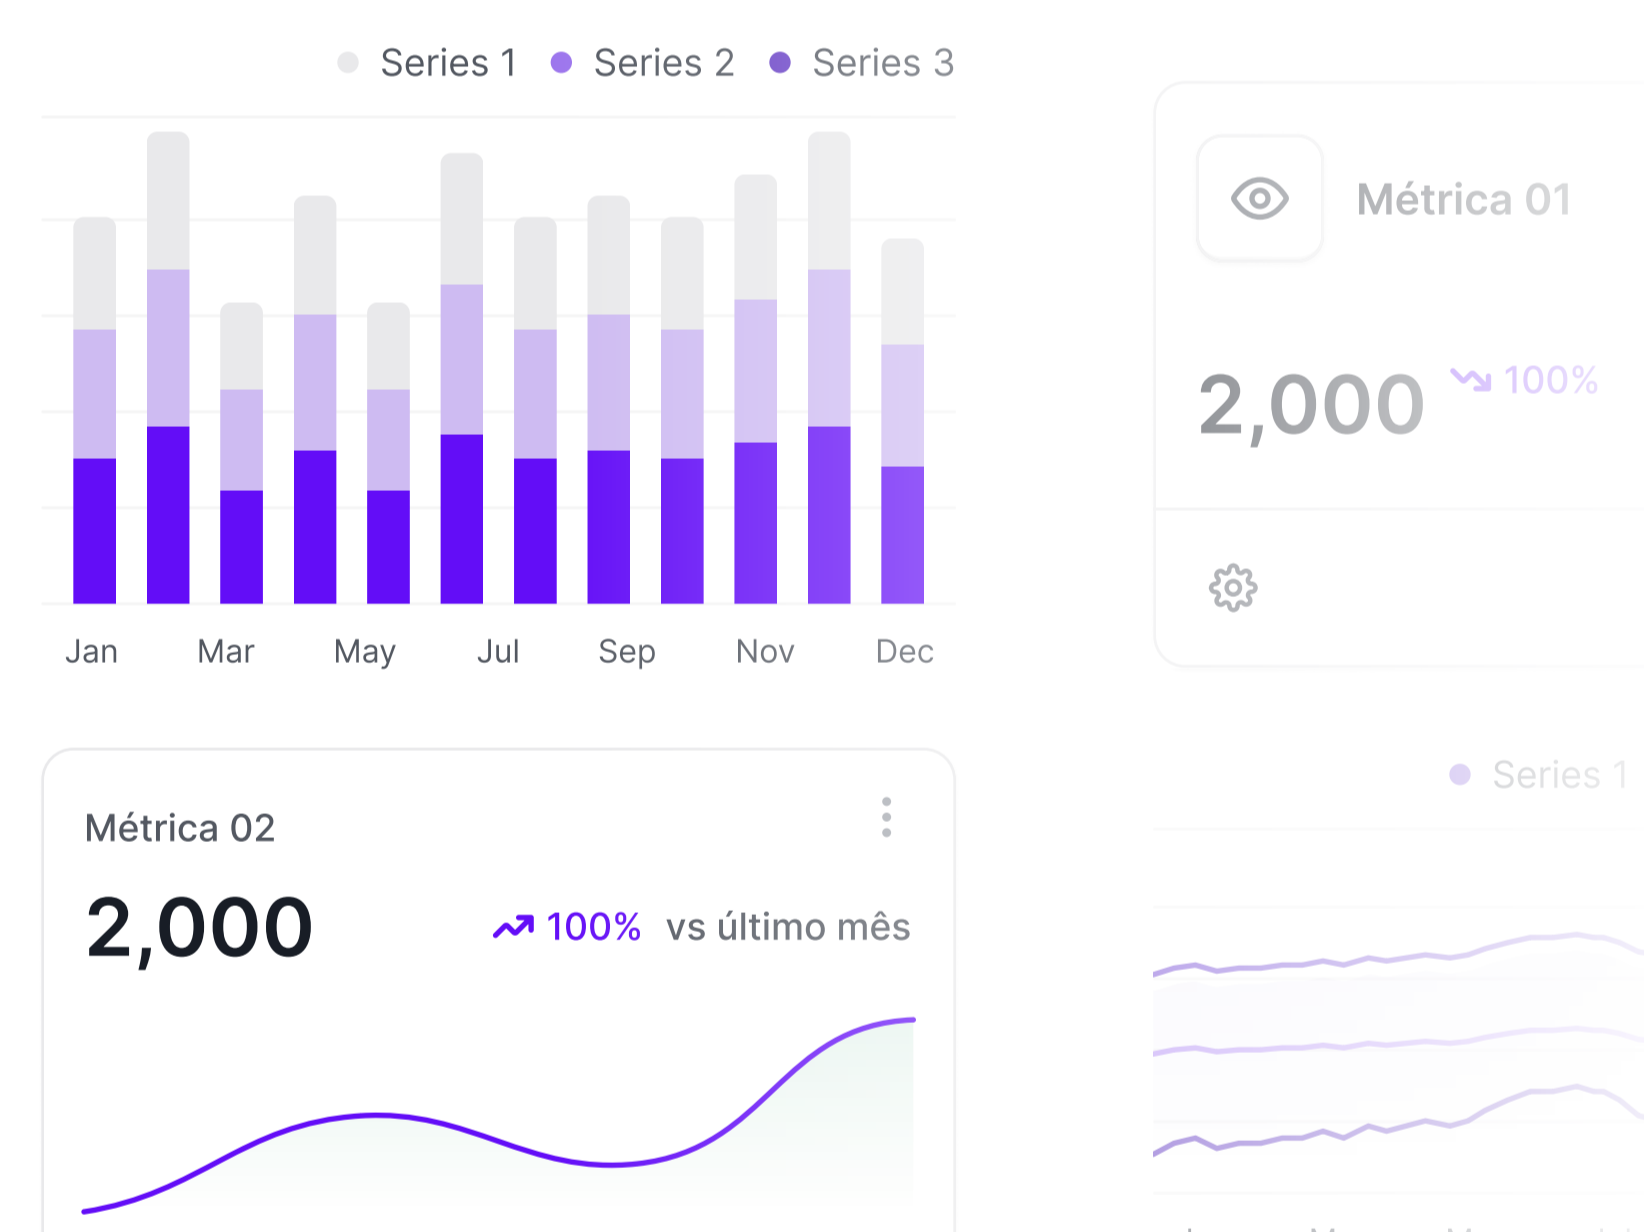 Series 1 Series 2 Series 3
Jan Mar May Jul Sep Nov Dec
Métrica 01
2,000 100%
Métrica 02
2,000 100% vs último mês
Series 1